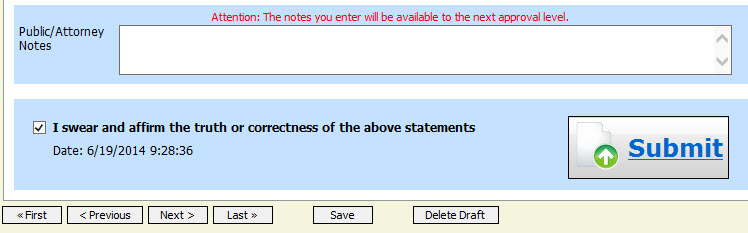 Attention: The notes you enter will be available to the next approval level.
Public/Attorney
Notes
I swear and affirm the truth or correctness of the above statements
Date: 6/19/2014 9:28:36
Submit
« First < Previous Next > Last » Save Delete Draft